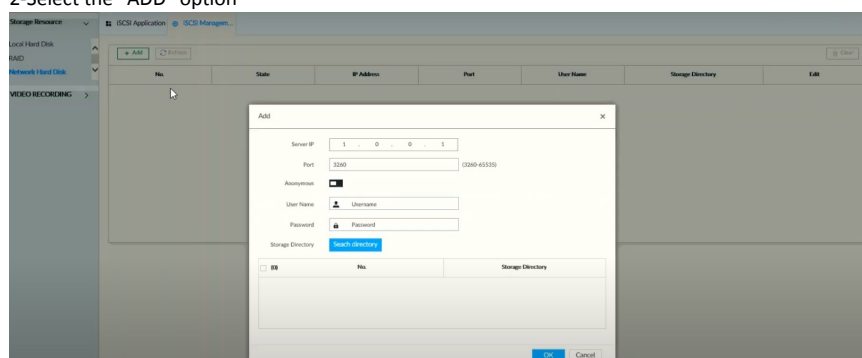 2-Select the "ADD" option
Storage Resource
iSCSI Application
iSCSI Managem...
Local Hard Disk
RAID
Network Hard Disk
VIDEO RECORDING >
+ Add
Refresh
Clear
No. State IP Address Port User Name Storage Directory Edit
Add ×
Server IP 1 . 0 . 0 . 1
Port 3260 (3260-65535)
Anonymous
User Name Username
Password Password
Storage Directory Seach directory
(0) No. Storage Directory
OK Cancel